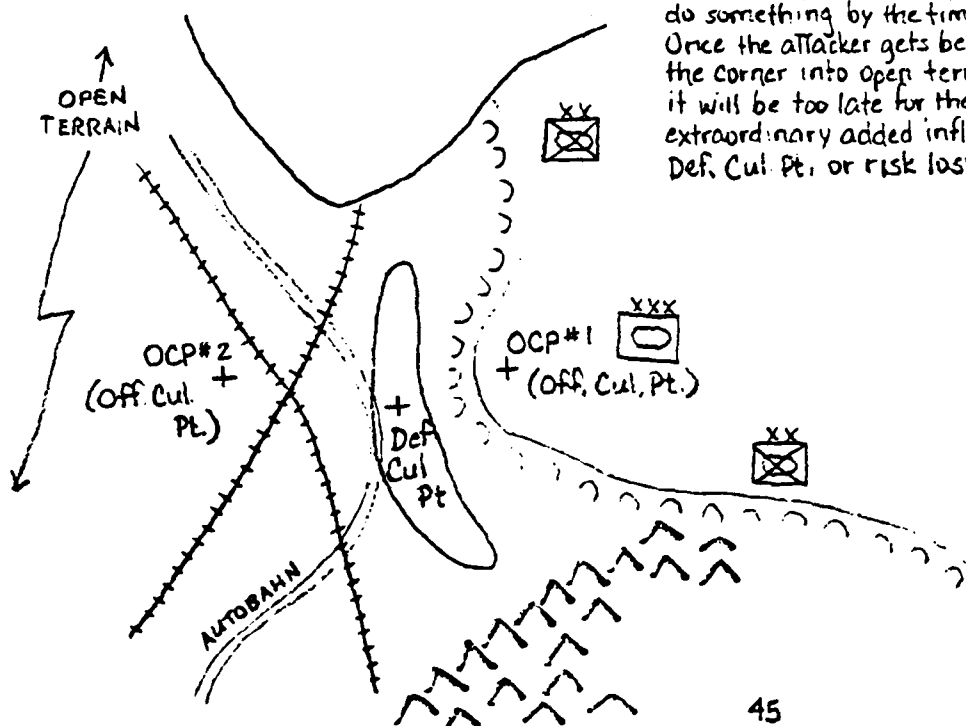 do something by the tim
Once the attacker gets be
the corner into open ter
it will be too late for the
extraordinary added infl
Def. Cul. Pt. or risk los
OPEN
TERRAIN
XX
XXX
OCP#1
(Off. Cul. Pt.)
OCP#2
(Off. Cul.
Pt.)
Def
Cul
Pt
XX
AUTOBAHN
45